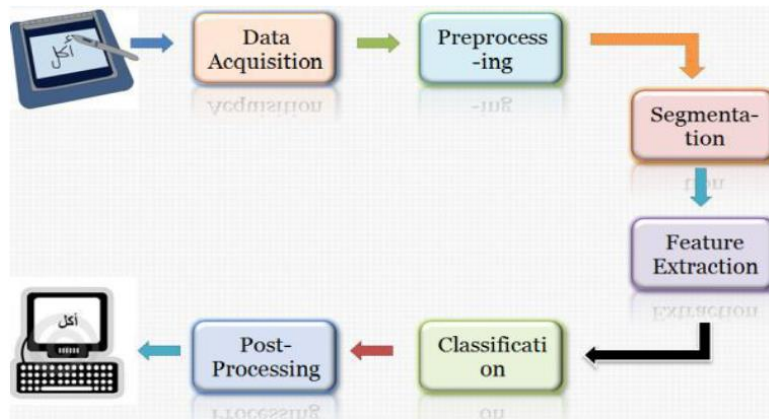 أكل
Data
Acquisition
Preprocess
-ing
Segmenta-
tion
Feature
Extraction
Classificati
on
Post-
Processing
أكل